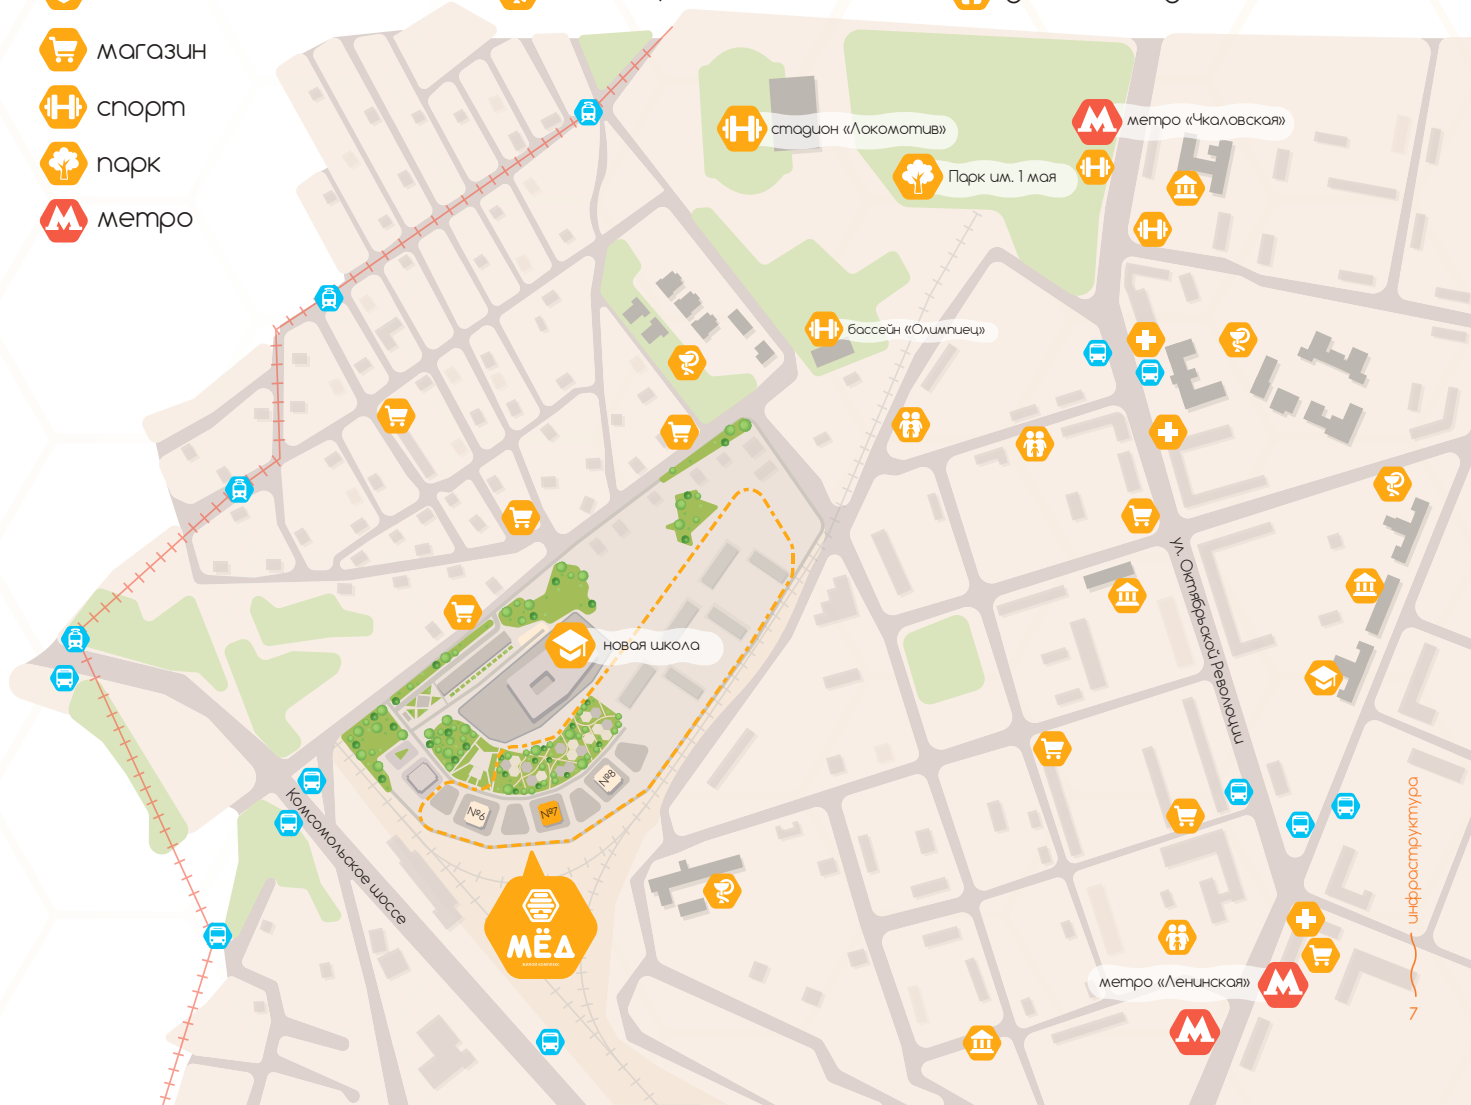 магазин
спорт
парк
метро
стадион «Локомотив»
метро «Чкаловская»
Парк им. 1 мая
бассейн «Олимпиец»
ул. Октябрьской Революции
новая школа
Комсомольское шоссе
№6
№7
№8
МЁД
метро «Ленинская»
инфраструктура
7